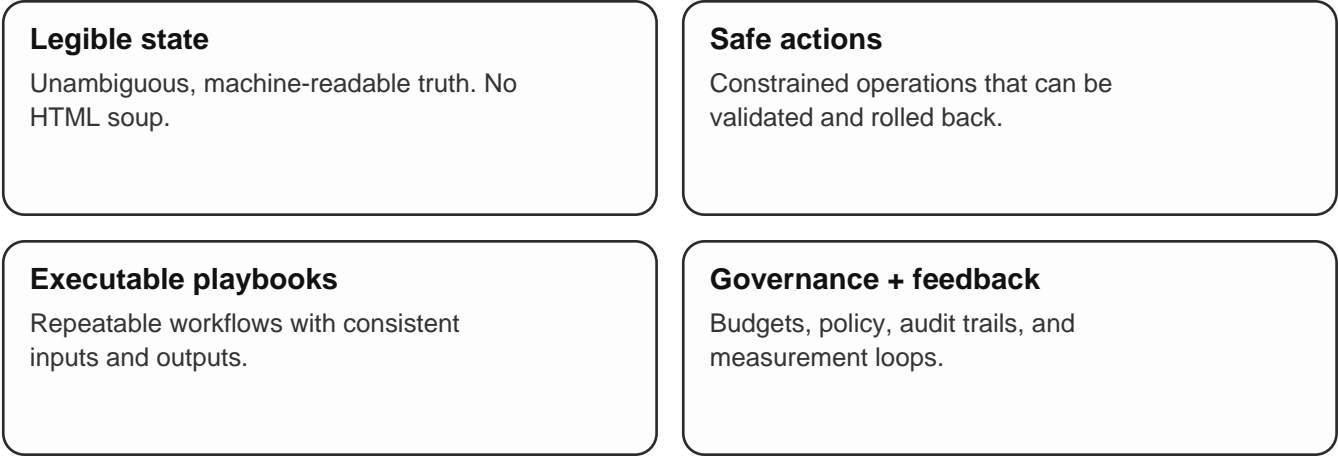 Legible state
Unambiguous, machine-readable truth. No
HTML soup.
Safe actions
Constrained operations that can be
validated and rolled back.
Executable playbooks
Repeatable workflows with consistent
inputs and outputs.
Governance + feedback
Budgets, policy, audit trails, and
measurement loops.